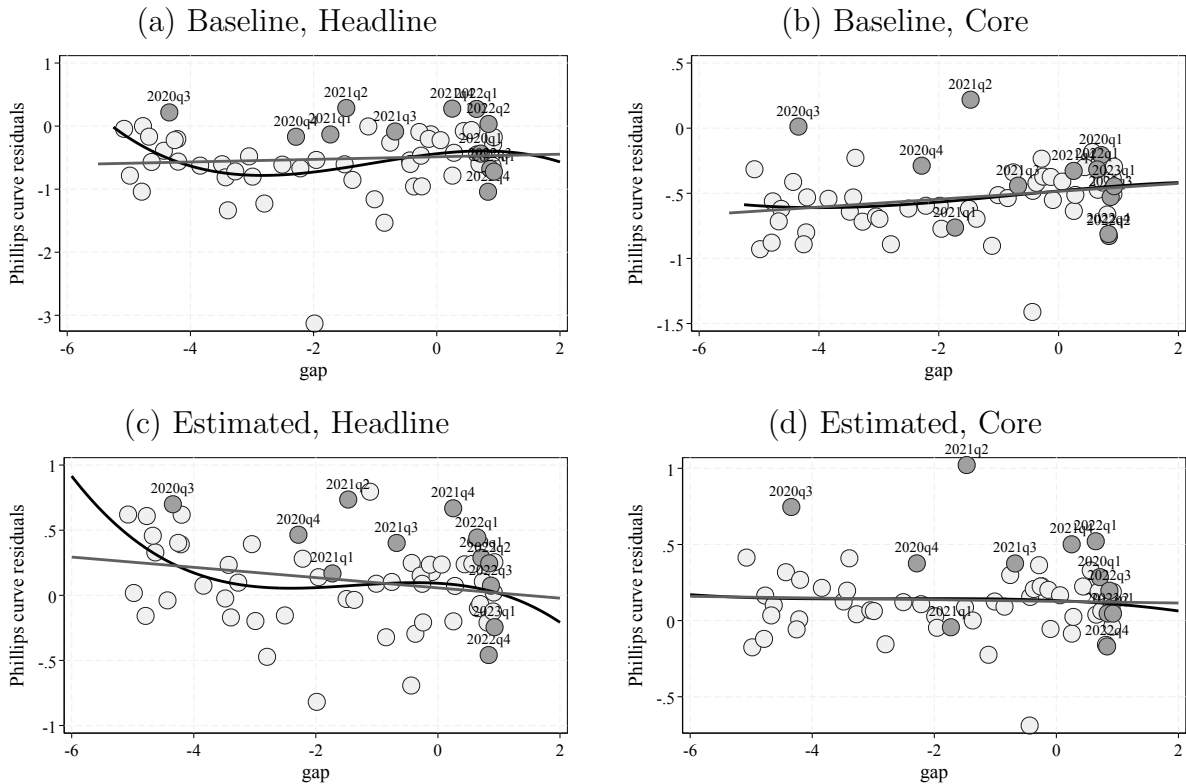 (a) Baseline, Headline
(b) Baseline, Core
Phillips curve residuals
1
0
-1
-2
-3
2020q3
2020q4
2021q1
2021q2
2021q3
2021q4
2022q1
2022q2
2020q1
-6
-4
-2
0
2
gap
Phillips curve residuals
.5
0
-.5
-1
-1.5
2020q3
2020q4
2021q1
2021q2
2021q3
2020q1
2023q1
-6
-4
-2
0
2
gap
(c) Estimated, Headline
(d) Estimated, Core
Phillips curve residuals
1
.5
0
-.5
-1
2020q3
2020q4
2021q1
2021q2
2021q3
2021q4
2022q1
2022q2
2022q3
2023q1
2022q4
-6
-4
-2
0
2
gap
Phillips curve residuals
1
.5
0
-.5
2020q3
2020q4
2021q1
2021q2
2021q3
2021q4
2022q1
2020q1
2022q3
2022q4
-6
-4
-2
0
2
gap